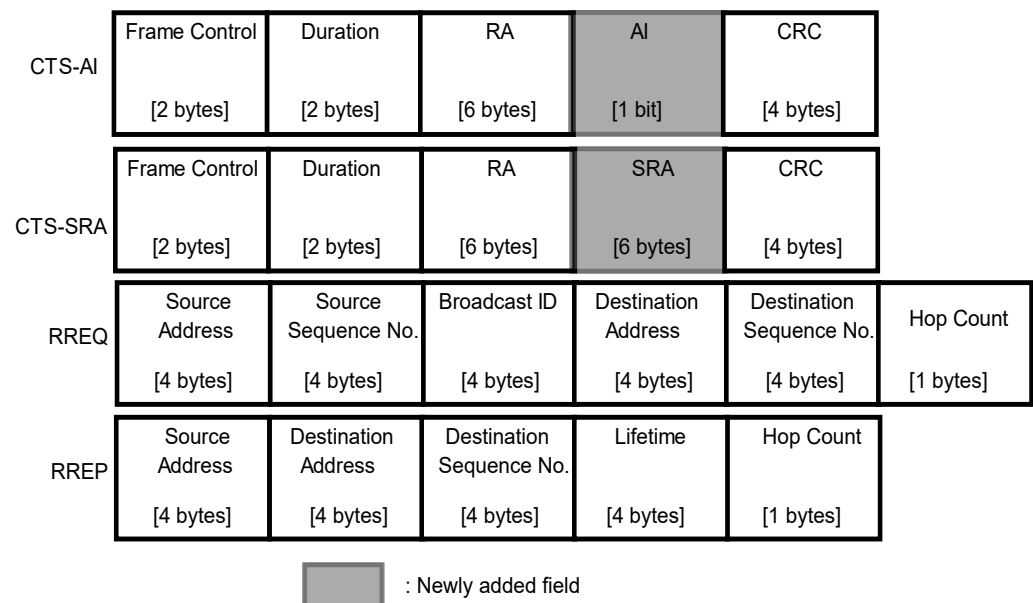 CTS-AI
Frame Control Duration RA AI CRC
[2 bytes] [2 bytes] [6 bytes] [1 bit] [4 bytes]
CTS-SRA
Frame Control Duration RA SRA CRC
[2 bytes] [2 bytes] [6 bytes] [6 bytes] [4 bytes]
RREQ
Source Source Broadcast ID Destination Destination Hop Count
Address Sequence No. Address Sequence No.
[4 bytes] [4 bytes] [4 bytes] [4 bytes] [4 bytes] [1 bytes]
RREP
Source Destination Destination Lifetime Hop Count
Address Address Sequence No.
[4 bytes] [4 bytes] [4 bytes] [4 bytes] [1 bytes]
: Newly added field